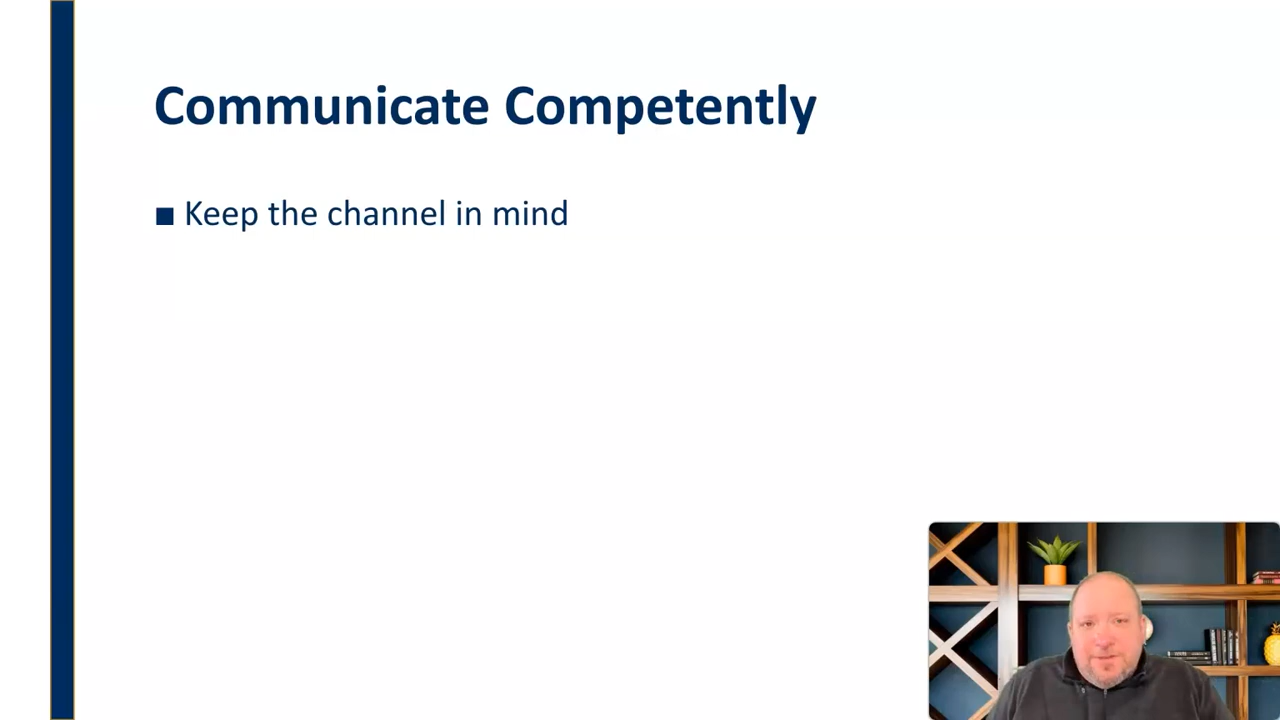 Communicate Competently
■ Keep the channel in mind